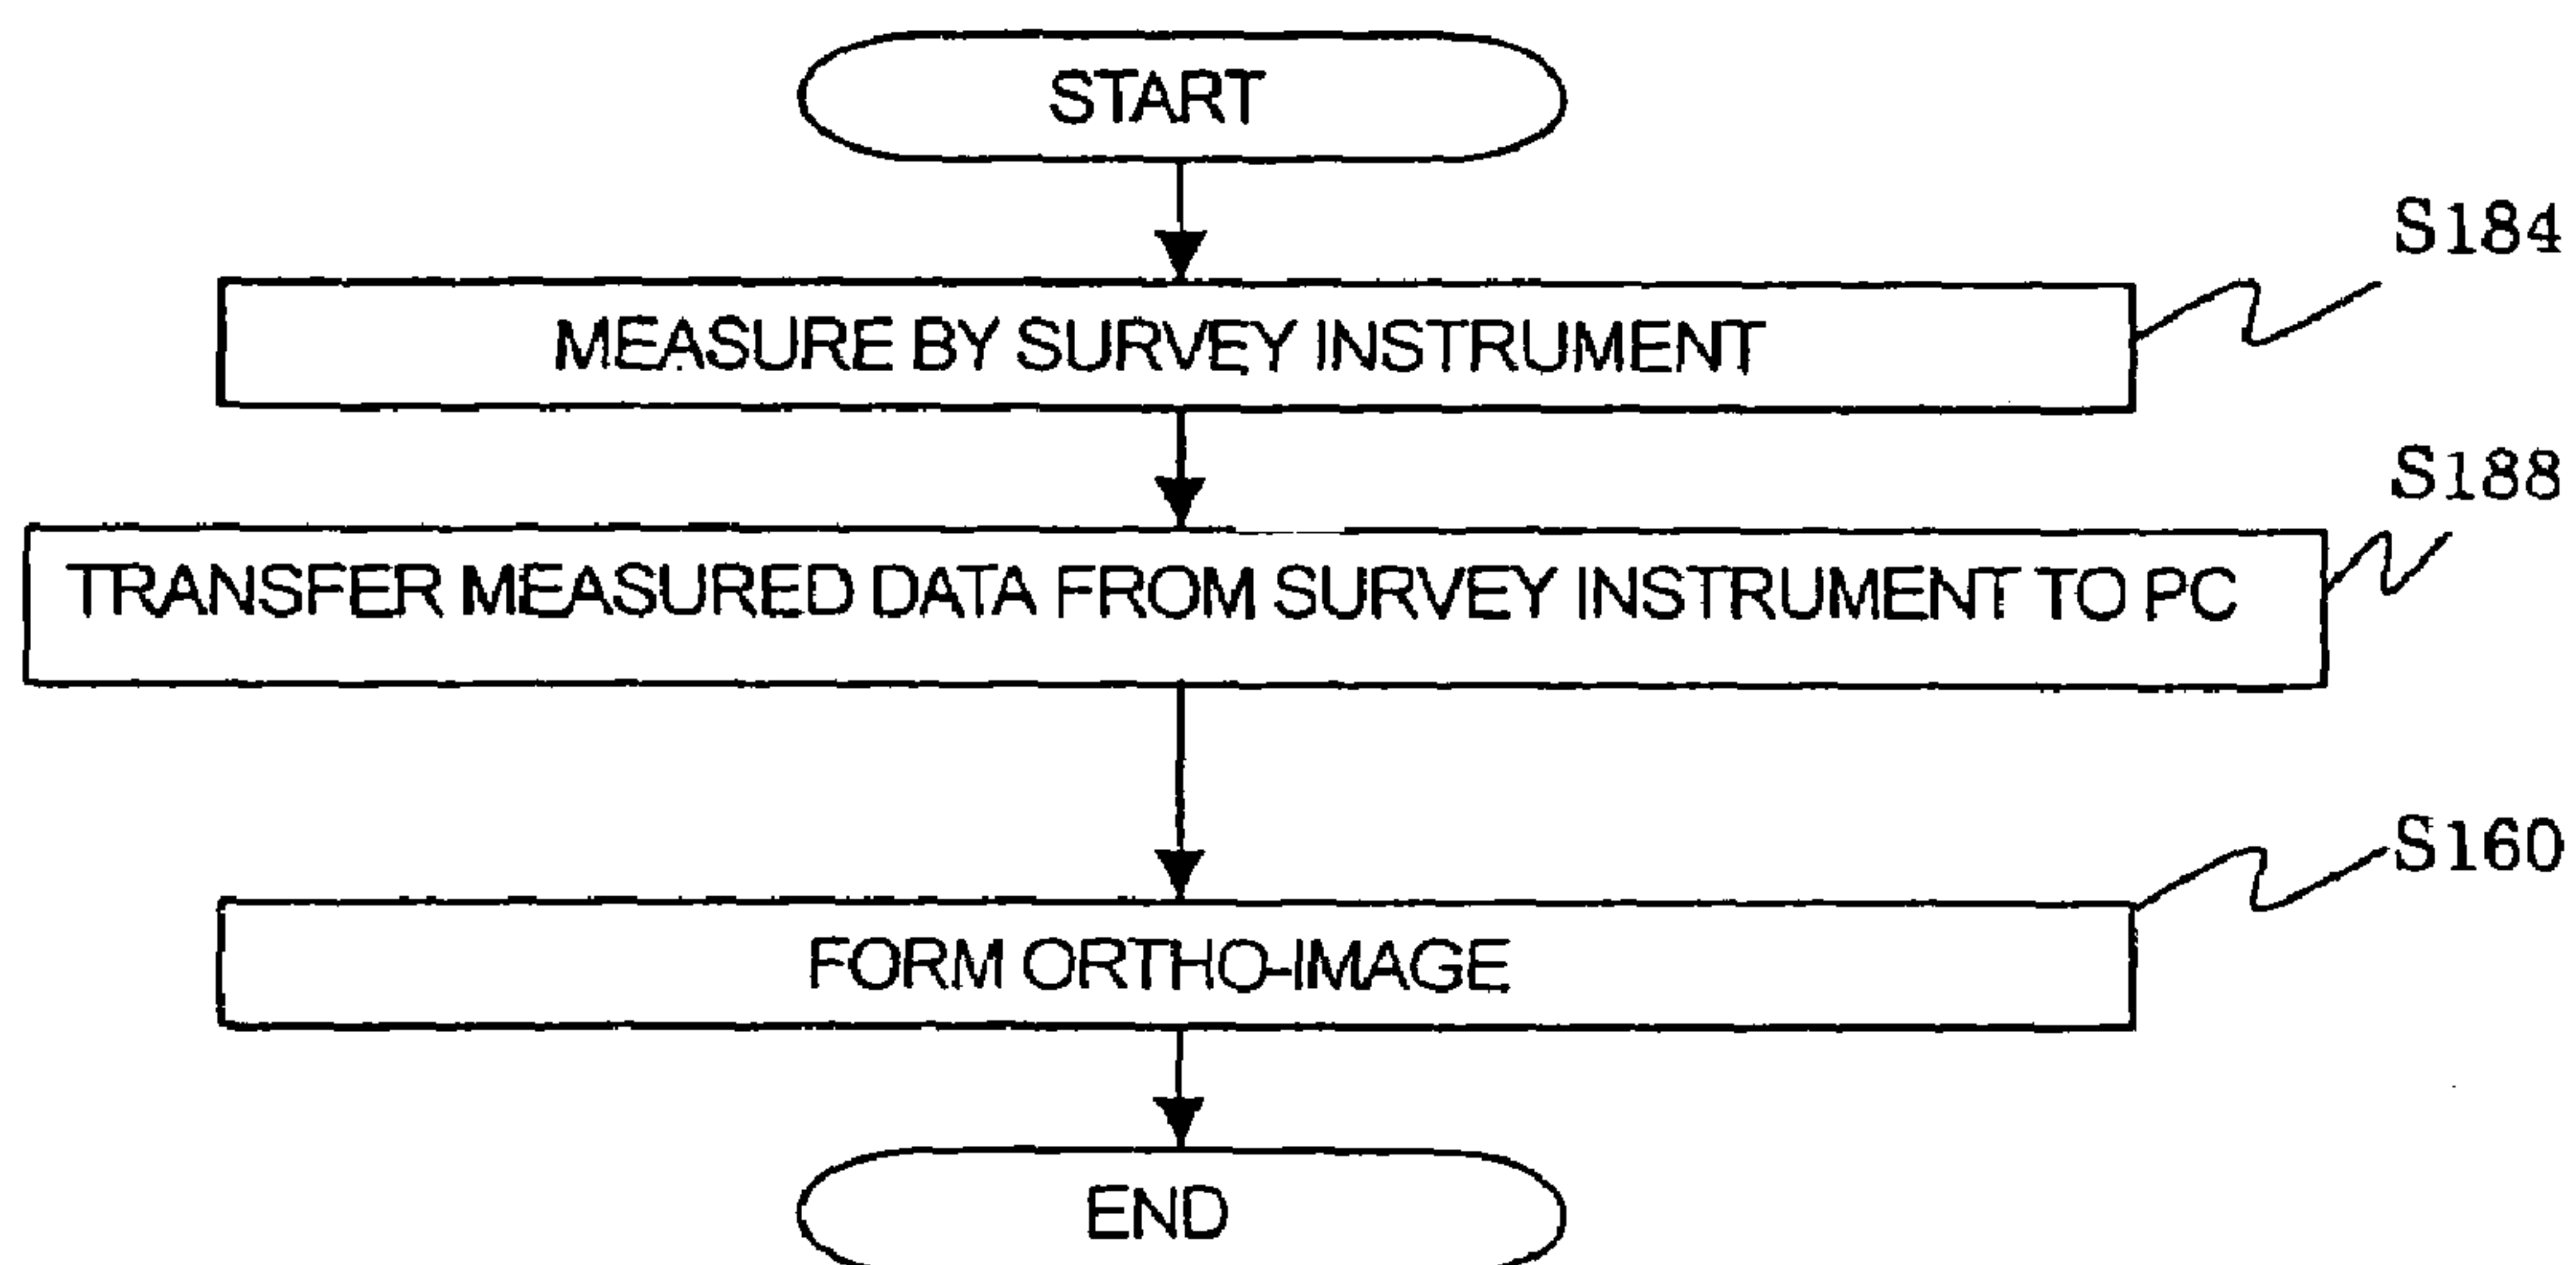 START
S184
MEASURE BY SURVEY INSTRUMENT
S188
TRANSFER MEASURED DATA FROM SURVEY INSTRUMENT TO PC
S160
FORM ORTHO-IMAGE
END